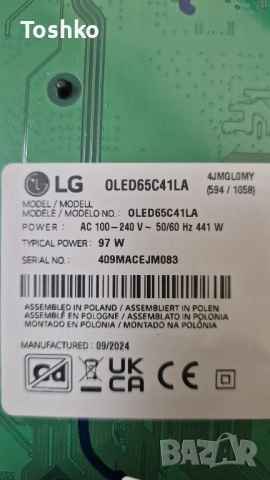 Toshko
LG
OLED65C41LA
4JMGL0MY
(594 / 1058)
MODEL / MODELL
MODELE / MODELO NO. : OLED65C41LA
POWER : AC 100-240 V ~ 50/60 Hz 441 W
TYPICAL POWER : 97 W
SERIAL NO. : 409MACEJM083
ASSEMBLED IN POLAND / ASSEMBLIERT IN POLEN
ASSEMBLÉ EN POLOGNE / ASSEMBLATO IN POLONIA
MONTADO EN POLONIA / MONTADO NA POLÓNIA
MANUFACTURED : 09/2024
UK
CA
CE
bazar